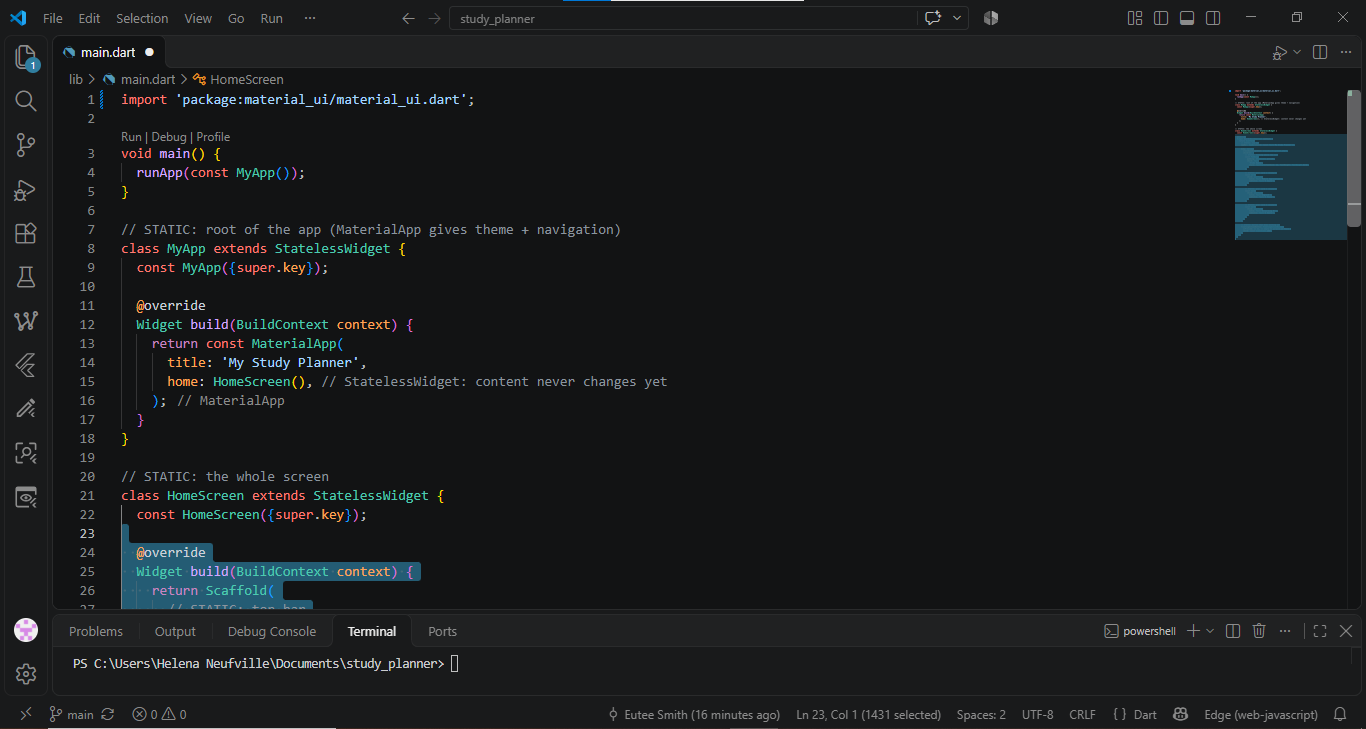 File Edit Selection View Go Run ··· study_planner
1
main.dart
lib > main.dart > HomeScreen
1 import 'package:material_ui/material_ui.dart';
2
Run | Debug | Profile
3 void main() {
4 runApp(const MyApp());
5 }
6
7 // STATIC: root of the app (MaterialApp gives theme + navigation)
8 class MyApp extends StatelessWidget {
9 const MyApp({super.key});
10
11 @override
12 Widget build(BuildContext context) {
13 return const MaterialApp(
14 title: 'My Study Planner',
15 home: HomeScreen(), // StatelessWidget: content never changes yet
16 ); // MaterialApp
17 }
18 }
19
20 // STATIC: the whole screen
21 class HomeScreen extends StatelessWidget {
22 const HomeScreen({super.key});
23
24 @override
25 Widget build(BuildContext context) {
26 return Scaffold(
27 // STATIC: top bar
Problems Output Debug Console Terminal Ports powershell
PS C:\Users\Helena Neufville\Documents\study_planner>
main 0 0 Eutee Smith (16 minutes ago) Ln 23, Col 1 (1431 selected) Spaces: 2 UTF-8 CRLF { } Dart Edge (web-javascript)